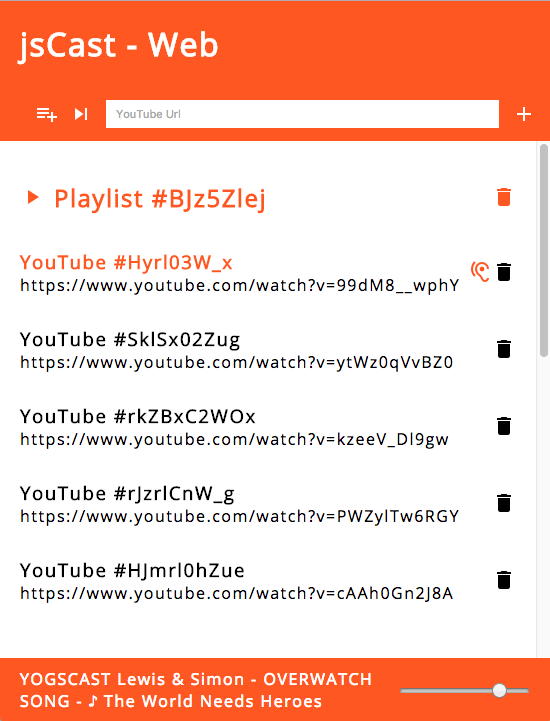 jsCast - Web
YouTube Url
Playlist #BJz5Zlej
YouTube #Hyrl03W_x
https://www.youtube.com/watch?v=99dM8__wphY
YouTube #SklSx02Zug
https://www.youtube.com/watch?v=ytWz0qVvBZ0
YouTube #rkZBxC2WOx
https://www.youtube.com/watch?v=kzeeV_Dl9gw
YouTube #rJzrlCnW_g
https://www.youtube.com/watch?v=PWZylTw6RGY
YouTube #HJmrl0hZue
https://www.youtube.com/watch?v=cAAh0Gn2J8A
YOGSCAST Lewis & Simon - OVERWATCH
SONG - ♪ The World Needs Heroes